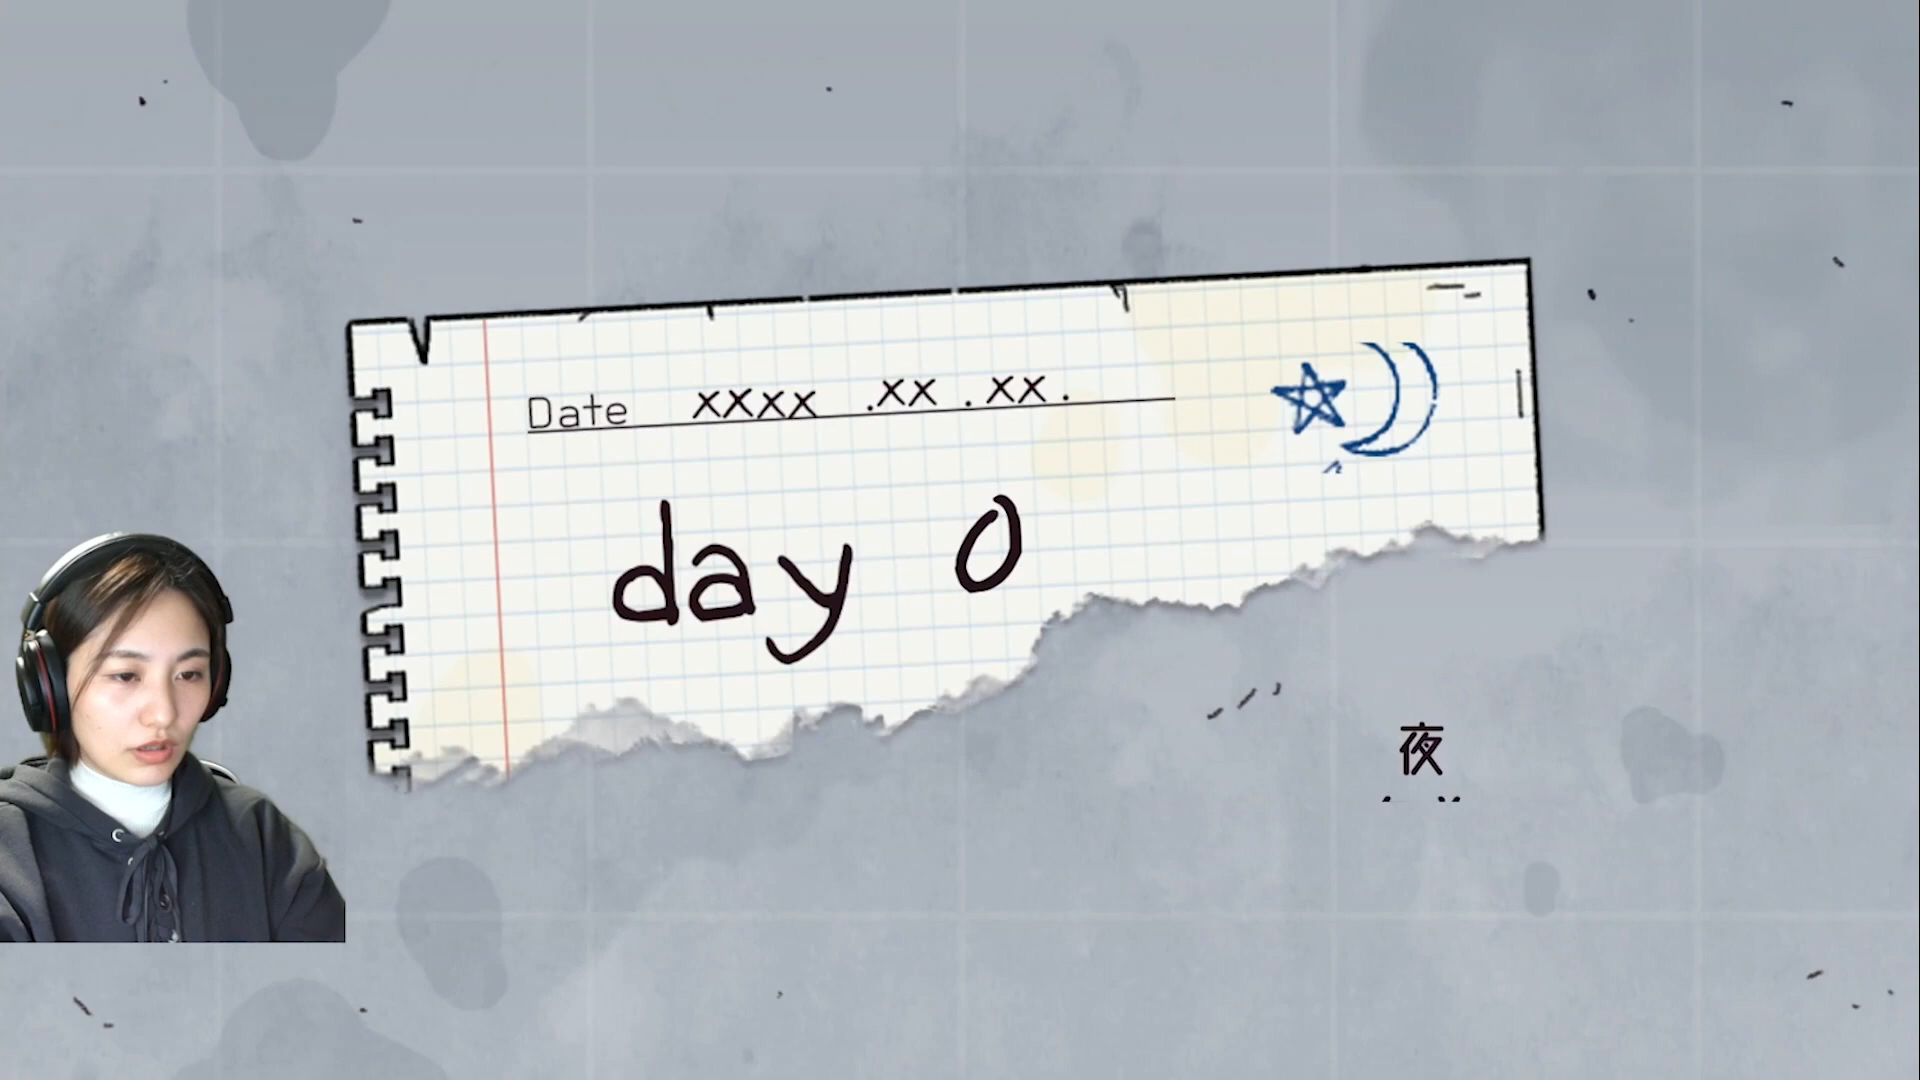 Date xxxx .xx . xx .
day 0
夜